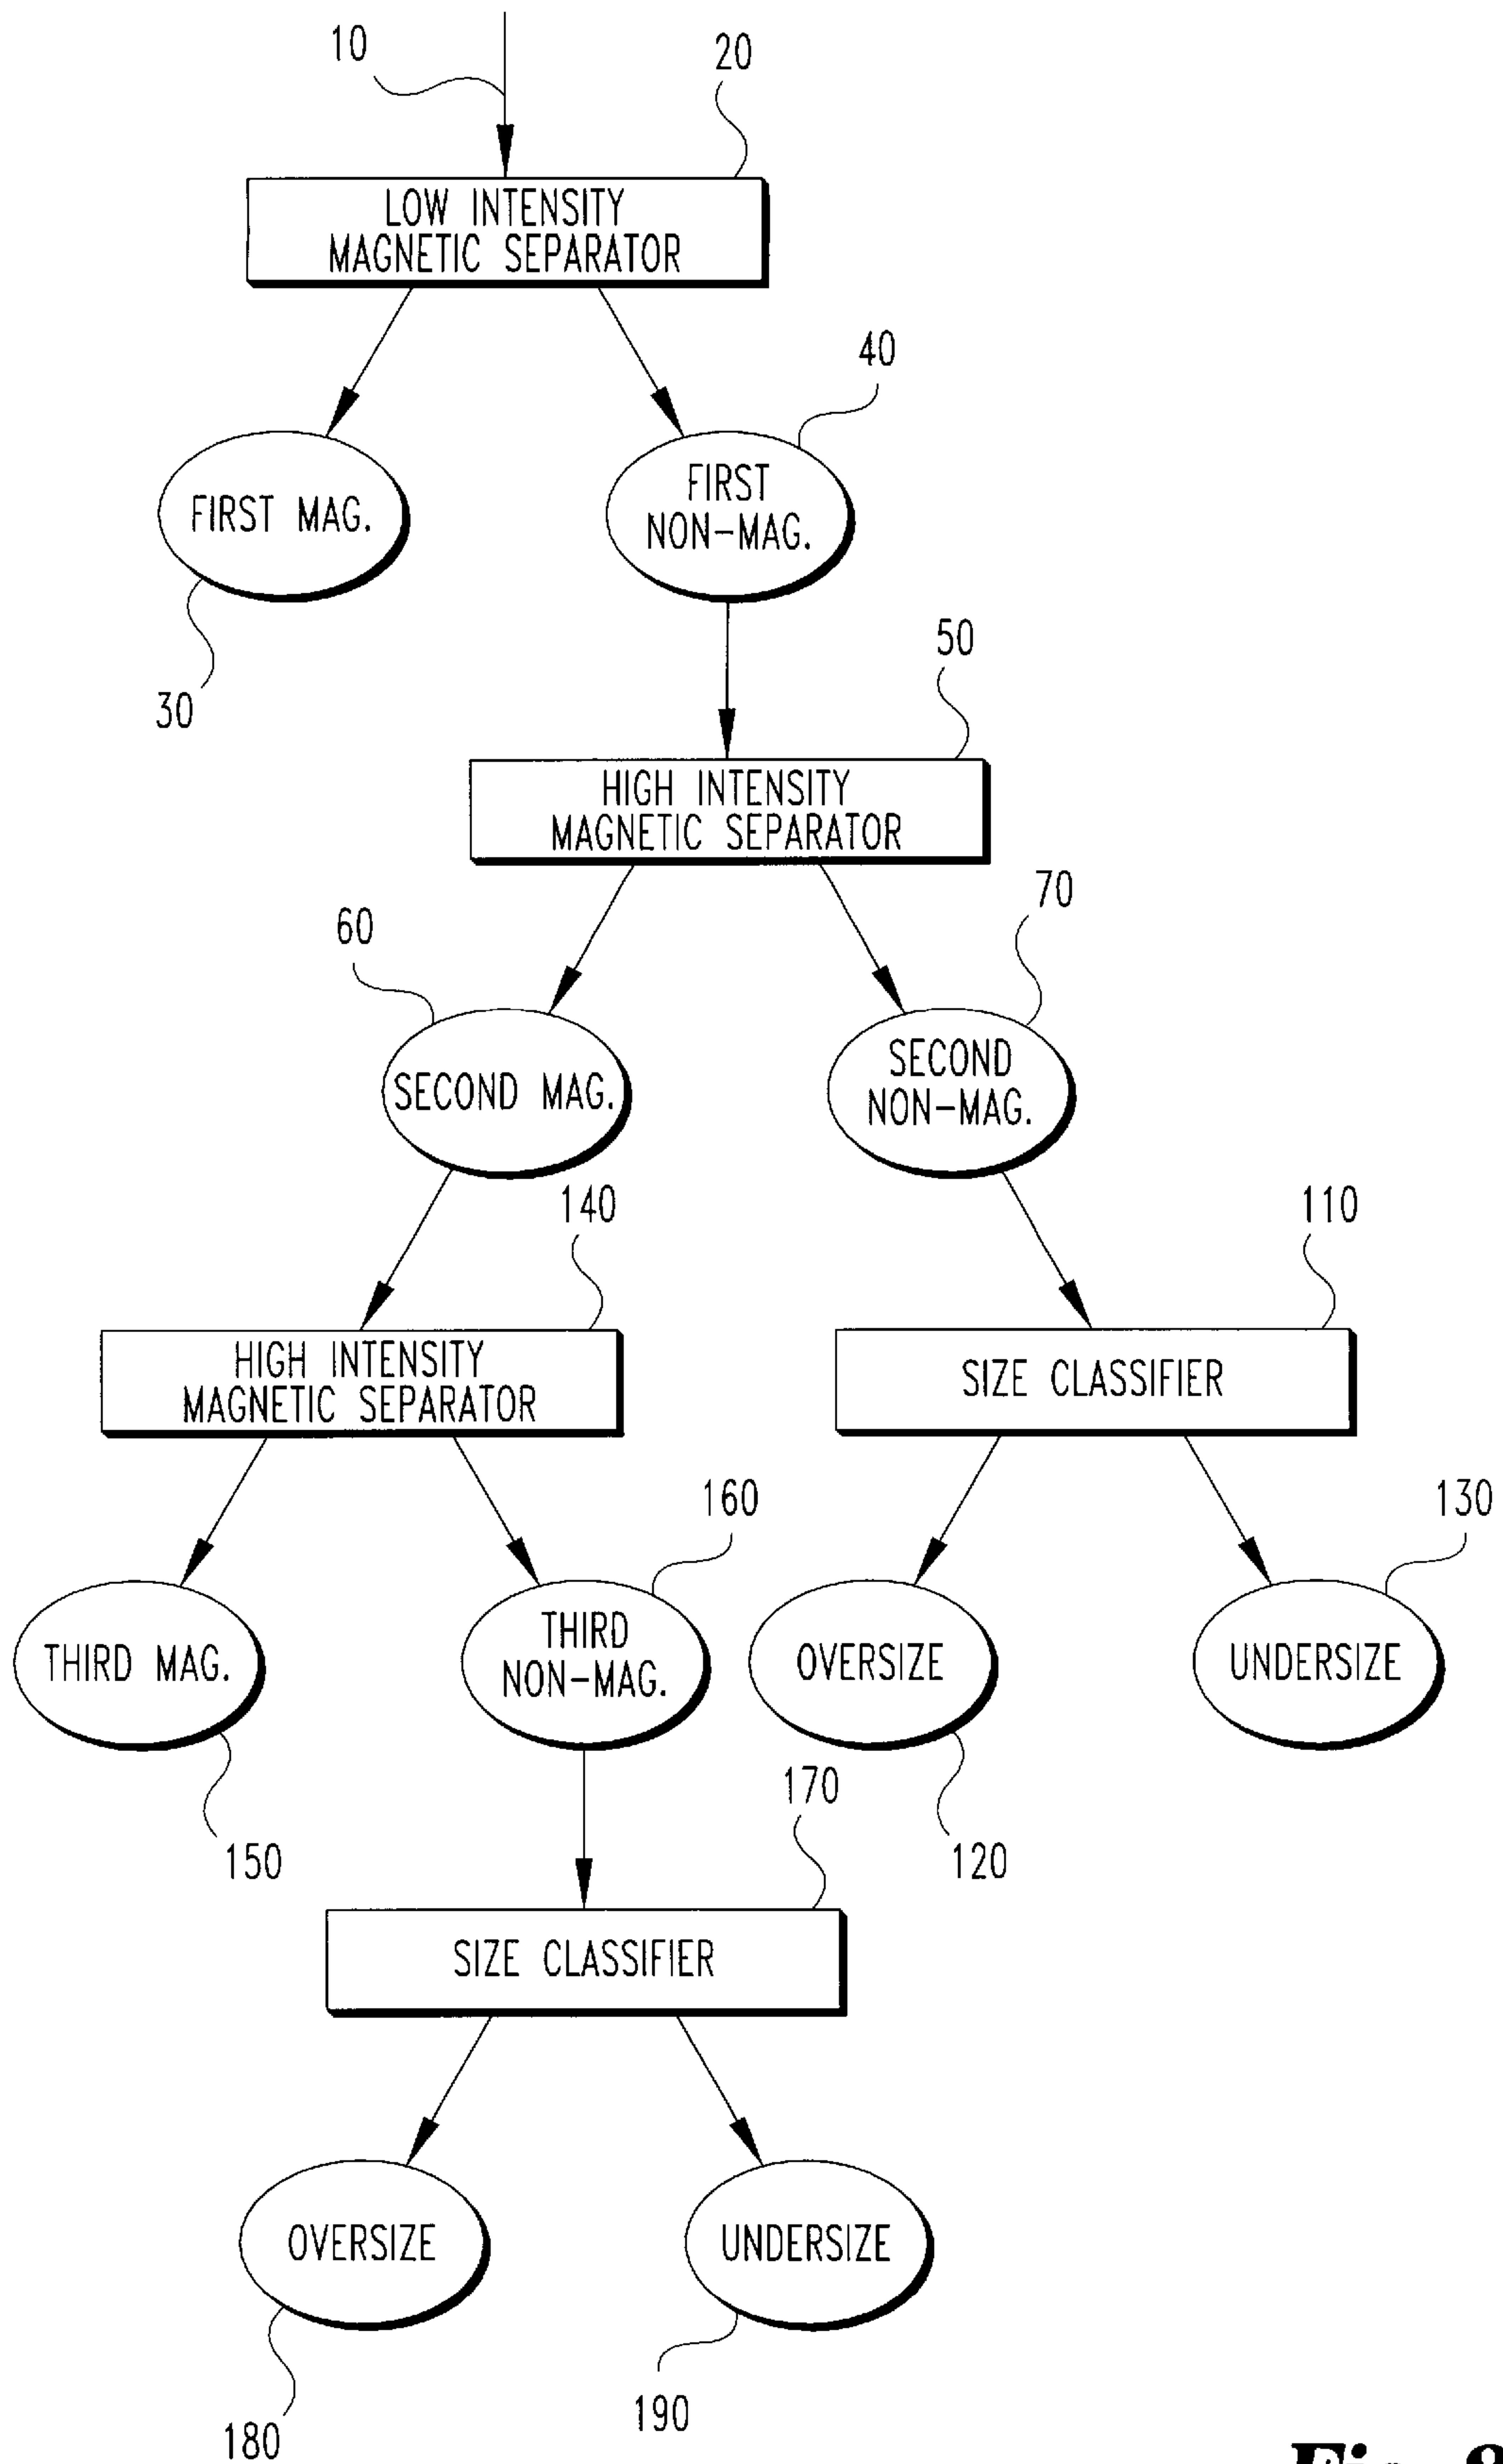 10
20
LOW INTENSITY
MAGNETIC SEPARATOR
40
FIRST MAG.
FIRST
NON-MAG.
30
50
HIGH INTENSITY
MAGNETIC SEPARATOR
60
70
SECOND MAG.
SECOND
NON-MAG.
140
110
HIGH INTENSITY
MAGNETIC SEPARATOR
SIZE CLASSIFIER
160
130
THIRD MAG.
THIRD
NON-MAG.
OVERSIZE
UNDERSIZE
150
170
120
SIZE CLASSIFIER
OVERSIZE
UNDERSIZE
180
190